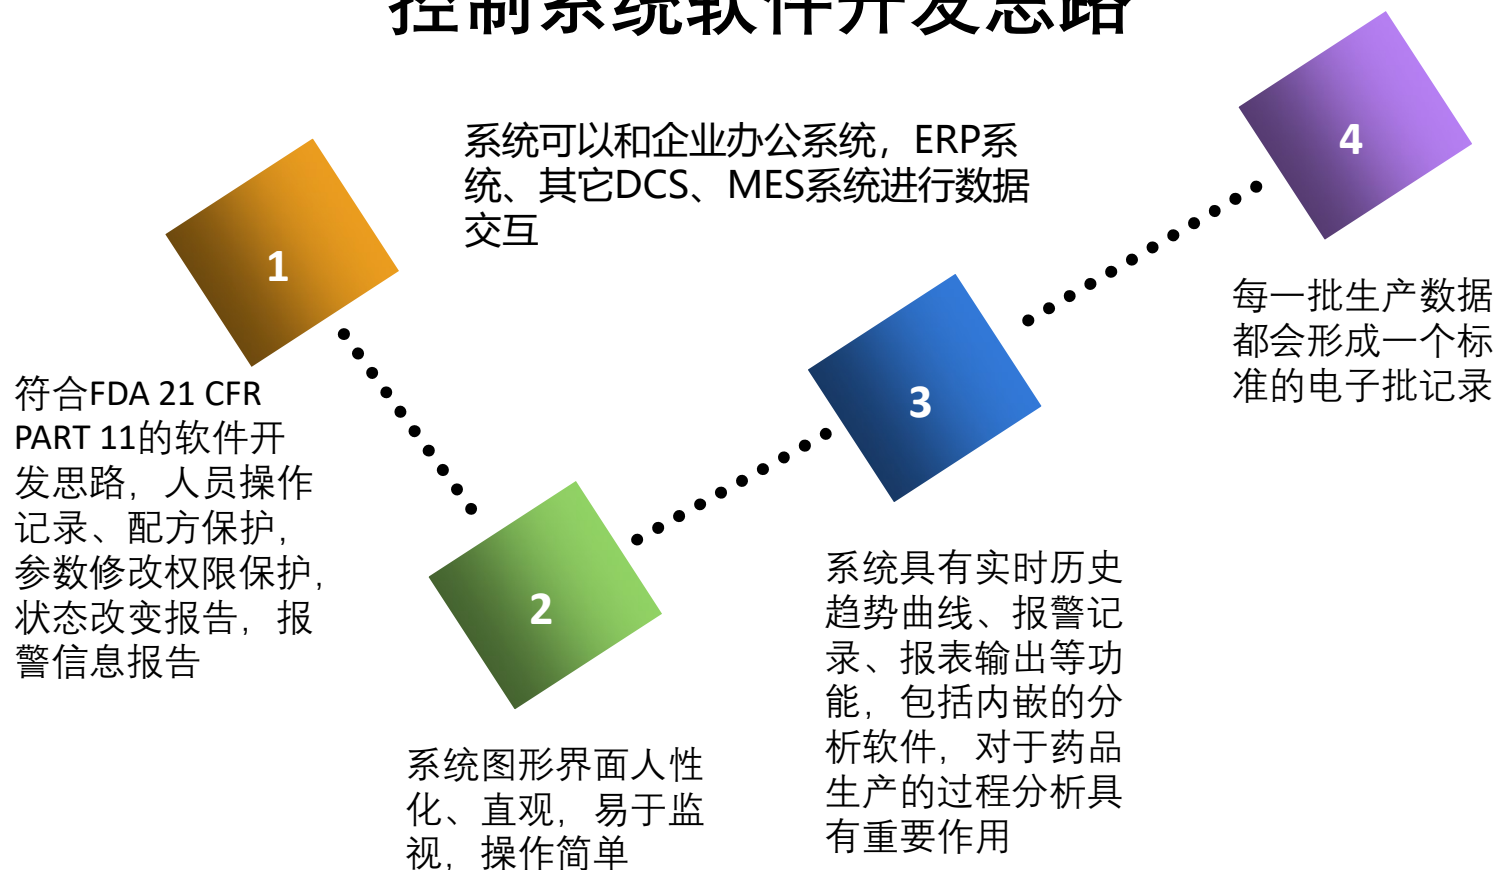 控制系统软件开发思路
系统可以和企业办公系统，ERP系
统、其它DCS、MES系统进行数据
交互
1
符合FDA 21 CFR
PART 11的软件开
发思路，人员操作
记录、配方保护，
参数修改权限保护，
状态改变报告，报
警信息报告
2
系统图形界面人性
化、直观，易于监
视，操作简单
3
系统具有实时历史
趋势曲线、报警记
录、报表输出等功
能，包括内嵌的分
析软件，对于药品
生产的过程分析具
有重要作用
4
每一批生产数据
都会形成一个标
准的电子批记录